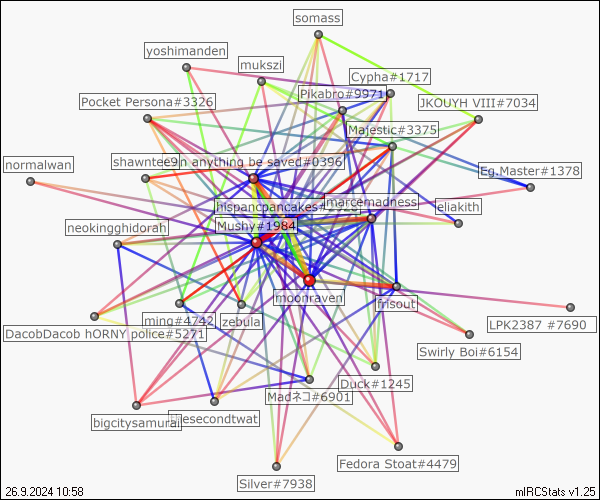 somass
yoshimanden
mukszi
Cypha#1717
Pikabro#9971
Pocket Persona#3326
JKOUYH VIII#7034
Majestic#3375
normalwan
shawntee9
n anything be saved#0396
Eg.Master#1378
hispancpancakes
marcemadness
eliakith
neokingghidorah
Mushy#1984
moonraven
frisout
DacobDacob hORNY police#5271
ming#4742
zebula
LPK2387 #7690
Swirly Boi#6154
Duck#1245
Madネコ#6901
bigcitysamurai
esecondtwat
Fedora Stoat#4479
Silver#7938
26.9.2024 10:58
mIRCStats v1.25